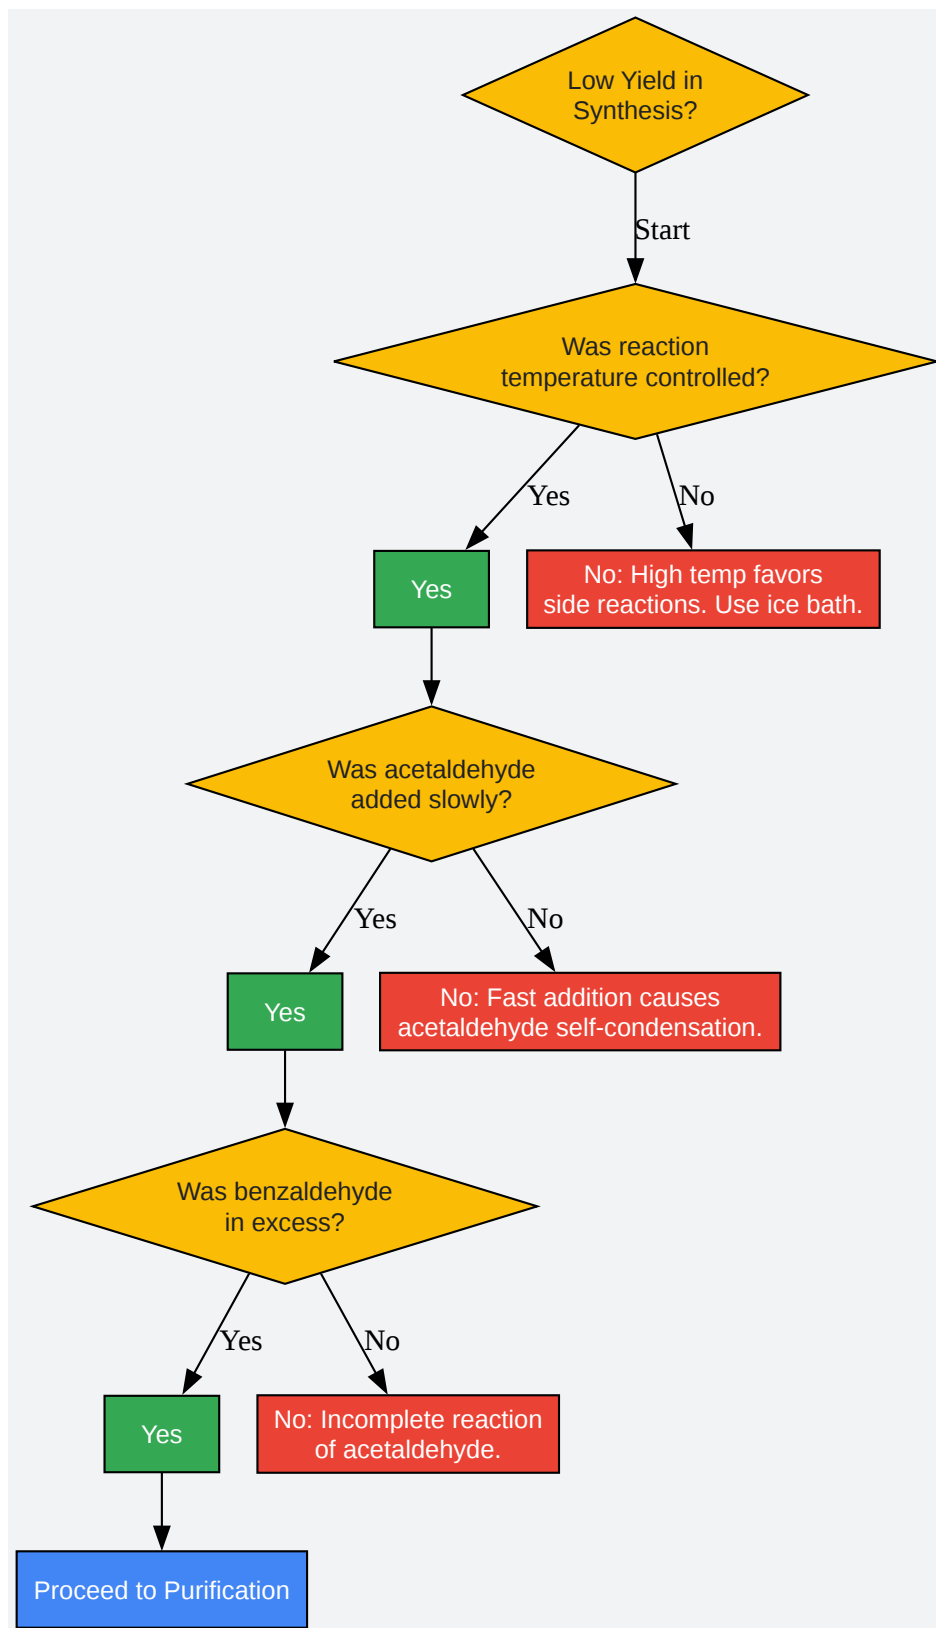 Low Yield in
Synthesis?
Start
Was reaction
temperature controlled?
Yes
No
Yes
No: High temp favors
side reactions. Use ice bath.
Was acetaldehyde
added slowly?
Yes
No
Yes
No: Fast addition causes
acetaldehyde self-condensation.
Was benzaldehyde
in excess?
Yes
No
Yes
No: Incomplete reaction
of acetaldehyde.
Proceed to Purification